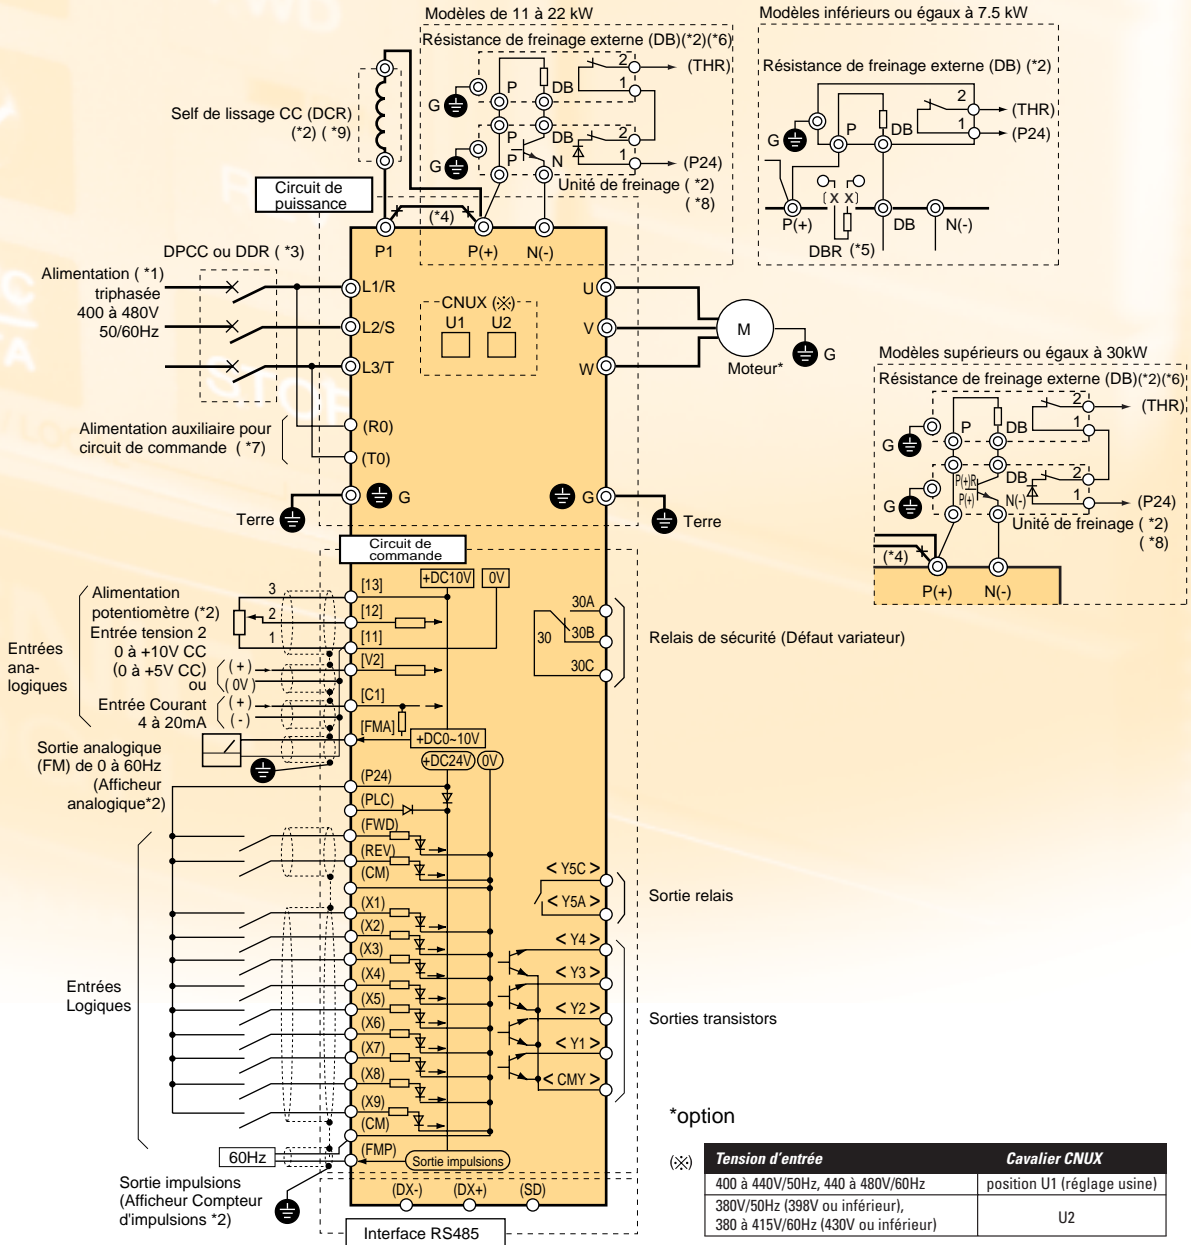 Modèles de 11 à 22 kW
Résistance de freinage externe (DB)(*2)(*6)
P
DB
2
1
(THR)
G
P
DB
2
P
N
1
(P24)
G
Unité de freinage ( *2)
( *8)
Modèles inférieurs ou égaux à 7.5 kW
Résistance de freinage externe (DB) (*2)
2
(THR)
1
(P24)
G
P
DB
( x x )
P(+)
DB
N(-)
DBR (*5)
Self de lissage CC (DCR)
(*2) ( *9)
Circuit de
puissance
(*4)
P1
P(+)
N(-)
DPCC ou DDR ( *3)
Alimentation ( *1)
triphasée
400 à 480V
50/60Hz
L1/R
L2/S
L3/T
CNUX (※)
U1
U2
U
V
W
M
Moteur*
G
Alimentation auxiliaire pour
circuit de commande ( *7)
(R0)
(T0)
G
G
Terre
Terre
Modèles supérieurs ou égaux à 30kW
Résistance de freinage externe (DB)(*2)(*6)
2
(THR)
1
P
DB
G
P(+)R
DB
2
P(+)
N(-)
1
(P24)
G
Unité de freinage ( *2)
( *8)
(*4)
P(+)
N(-)
Circuit de
commande
Entrées
ana-
logiques
Alimentation
potentiomètre (*2)
Entrée tension 2
0 à +10V CC
(0 à +5V CC)
ou
Entrée Courant
4 à 20mA
3
2
1
(+)
(0V)
(+)
(-)
[13]
[12]
[11]
[V2]
[C1]
[FMA]
+DC10V
0V
+DC0~10V
+DC24V
0V
30
30A
30B
30C
Relais de sécurité (Défaut variateur)
Sortie analogique
(FM) de 0 à 60Hz
(Afficheur
analogique*2)
(P24)
(PLC)
(FWD)
(REV)
(CM)
(X1)
(X2)
(X3)
(X4)
(X5)
(X6)
(X7)
(X8)
(X9)
(CM)
(FMP)
Entrées
Logiques
< Y5C >
< Y5A >
Sortie relais
< Y4 >
< Y3 >
< Y2 >
< Y1 >
< CMY >
Sorties transistors
60Hz
Sortie impulsions
Sortie impulsions
(Afficheur Compteur
d'impulsions *2)
(DX-)
(DX+)
(SD)
Interface RS485
*option
(※)
Tension d'entrée
Cavalier CNUX
400 à 440V/50Hz, 440 à 480V/60Hz
position U1 (réglage usine)
380V/50Hz (398V ou inférieur),
380 à 415V/60Hz (430V ou inférieur)
U2